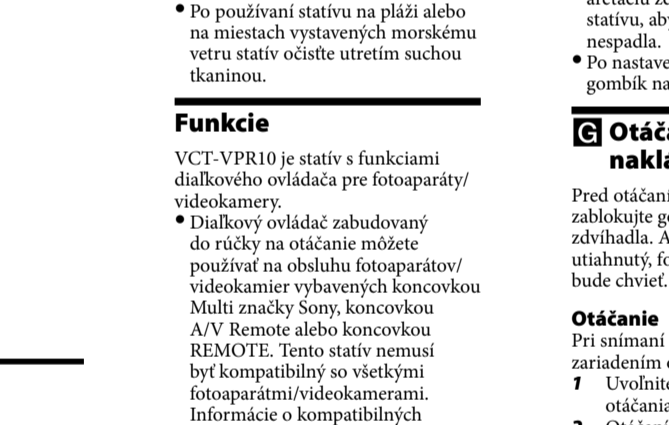 • Po používaní statívu na pláži alebo
na miestach vystavených morskému
vetru statív očisťte utretím suchou
tkaninou.
Funkcie
VCT-VPR10 je statív s funkciami
diaľkového ovládača pre fotoaparáty/
videokamery.
• Diaľkový ovládač zabudovaný
do rúčky na otáčanie môžete
používať na obsluhu fotoaparátov/
videokamier vybavených koncovkou
Multi značky Sony, koncovkou
A/V Remote alebo koncovkou
REMOTE. Tento statív nemusí
byť kompatibilný so všetkými
fotoaparátmi/videokamerami.
Informácie o kompatibilných
statívu, aby
nespadla.
• Po nastave
gombík na
G Otáča
naklá
Pred otáčaní
zablokujte g
zdvíhadla. A
utiahnutý, fo
bude chvieť.
Otáčanie
Pri snímaní
zariadením
1 Uvoľnite
otáčania